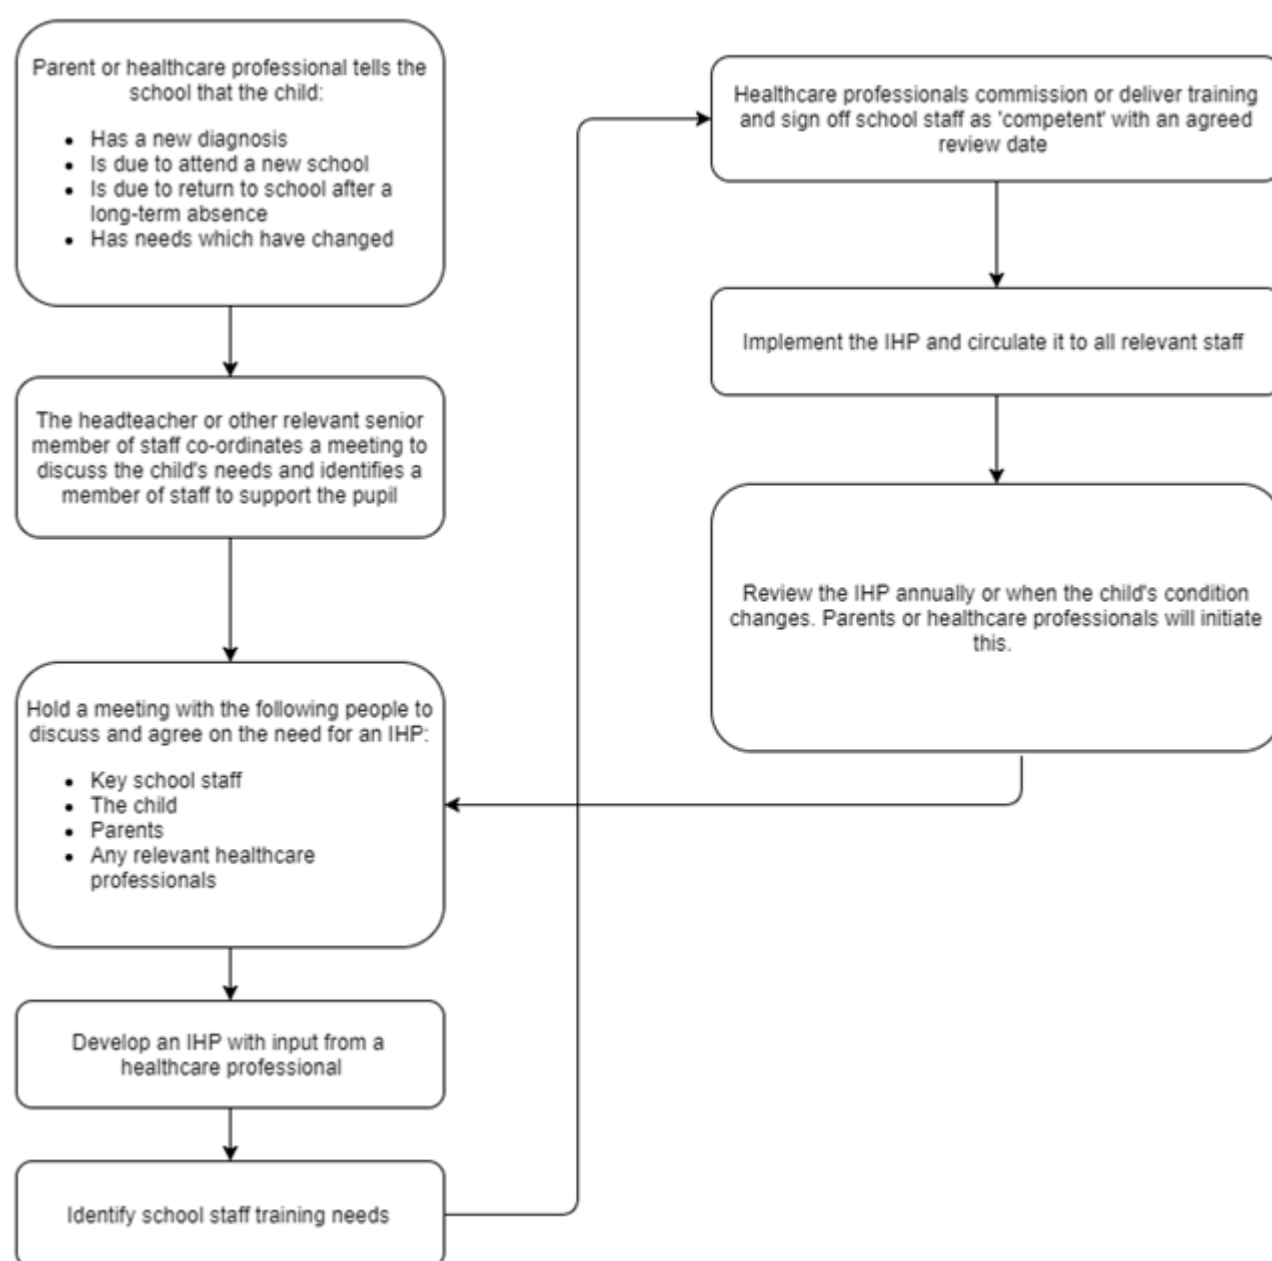 Parent or healthcare professional tells the
school that the child:
• Has a new diagnosis
• Is due to attend a new school
• Is due to return to school after a
long-term absence
• Has needs which have changed
The headteacher or other relevant senior
member of staff co-ordinates a meeting to
discuss the child's needs and identifies a
member of staff to support the pupil
Hold a meeting with the following people to
discuss and agree on the need for an IHP:
• Key school staff
• The child
• Parents
• Any relevant healthcare
professionals
Develop an IHP with input from a
healthcare professional
Identify school staff training needs
Healthcare professionals commission or deliver training
and sign off school staff as 'competent' with an agreed
review date
Implement the IHP and circulate it to all relevant staff
Review the IHP annually or when the child's condition
changes. Parents or healthcare professionals will initiate
this.